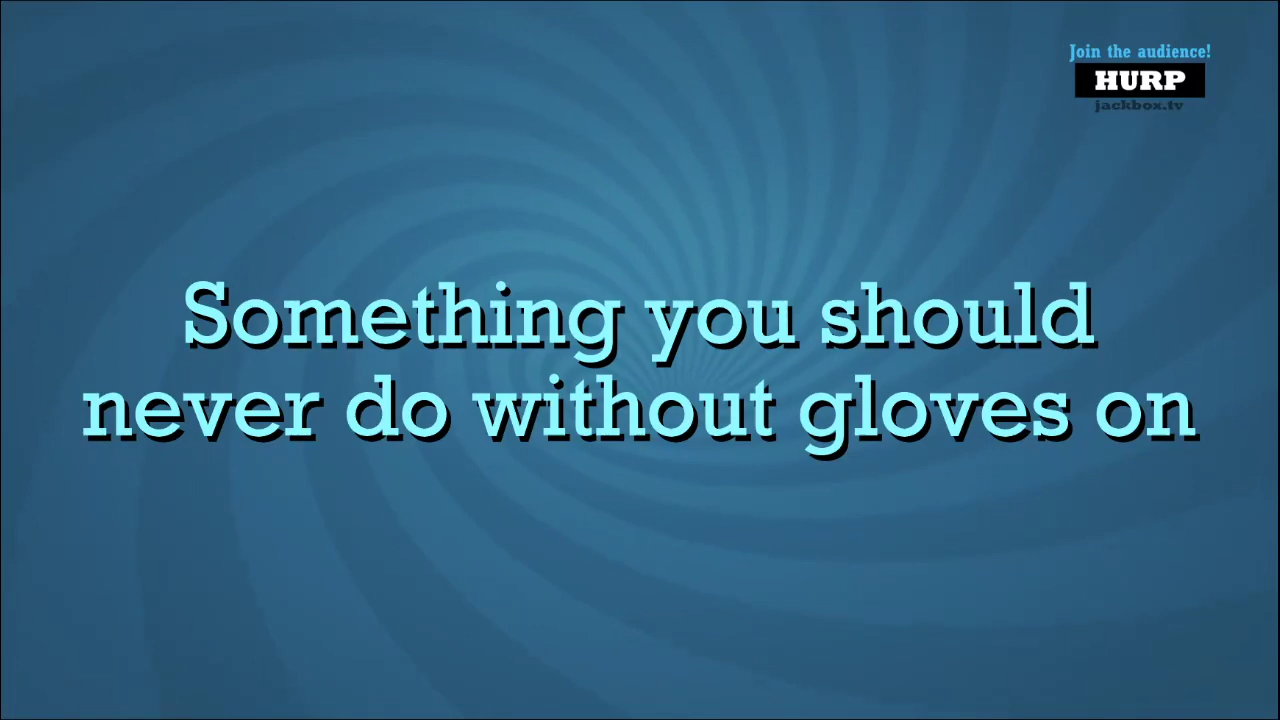 Join the audience!
HURP
jackbox.tv
Something you should
never do without gloves on